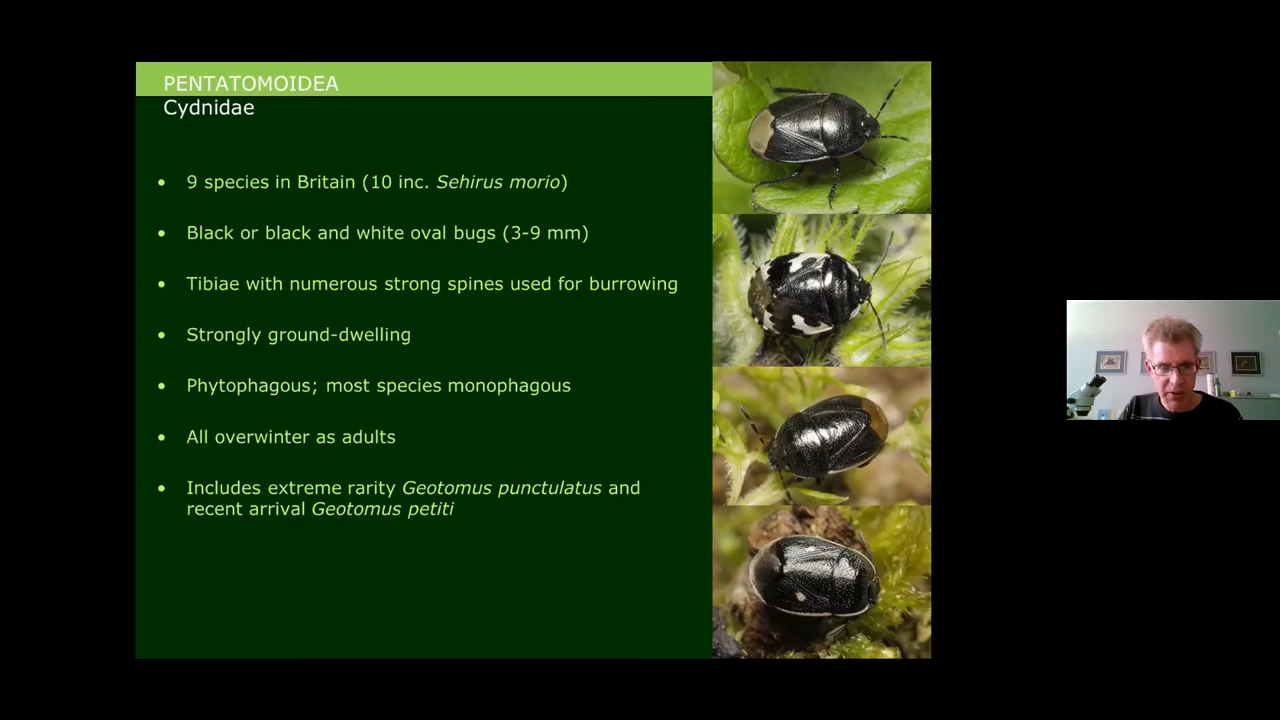 PENTATOMOIDEA
Cydnidae
• 9 species in Britain (10 inc. Sehirus morio)
• Black or black and white oval bugs (3-9 mm)
• Tibiae with numerous strong spines used for burrowing
• Strongly ground-dwelling
• Phytophagous; most species monophagous
• All overwinter as adults
• Includes extreme rarity Geotomus punctulatus and
recent arrival Geotomus petiti